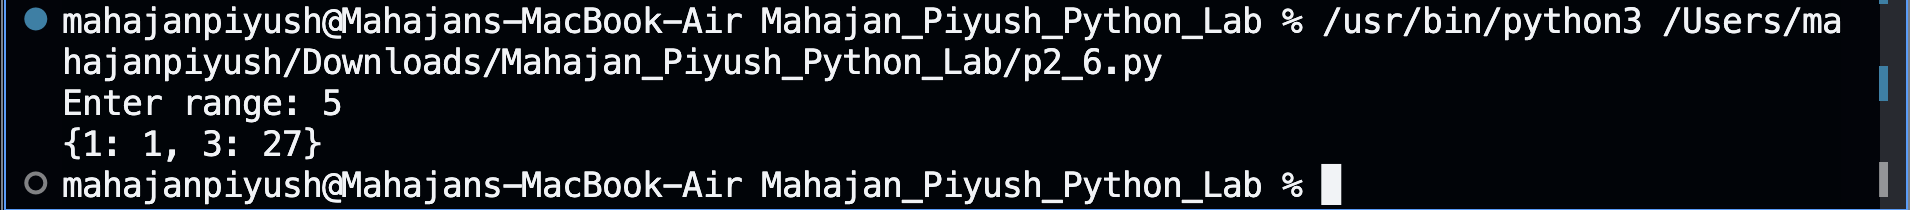 mahajanpiyush@Mahajans-MacBook-Air Mahajan_Piyush_Python_Lab % /usr/bin/python3 /Users/ma
hajanpiyush/Downloads/Mahajan_Piyush_Python_Lab/p2_6.py
Enter range: 5
{1: 1, 3: 27}
mahajanpiyush@Mahajans-MacBook-Air Mahajan_Piyush_Python_Lab %